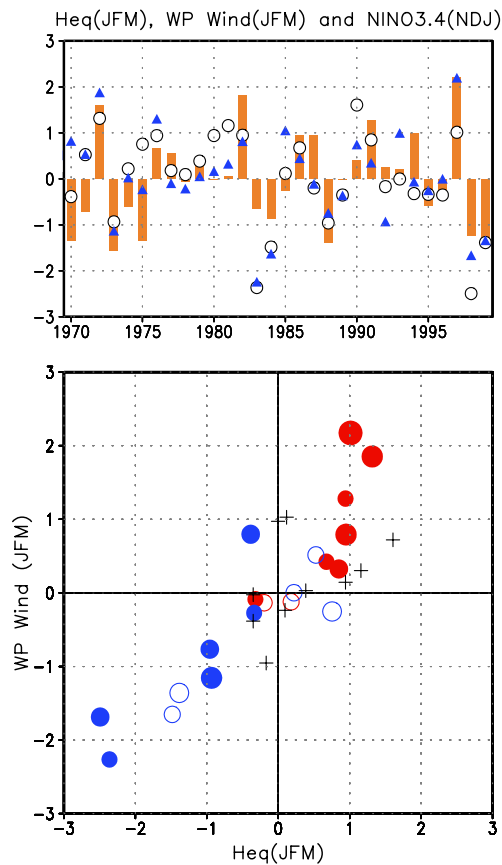 Heq(JFM), WP Wind(JFM) and NINO3.4(NDJ)
3
2
1
0
−1
−2
−3
1970 1975 1980 1985 1990 1995
3
2
1
0
−1
−2
−3
WP Wind (JFM)
−3 −2 −1 0 1 2 3
Heq(JFM)